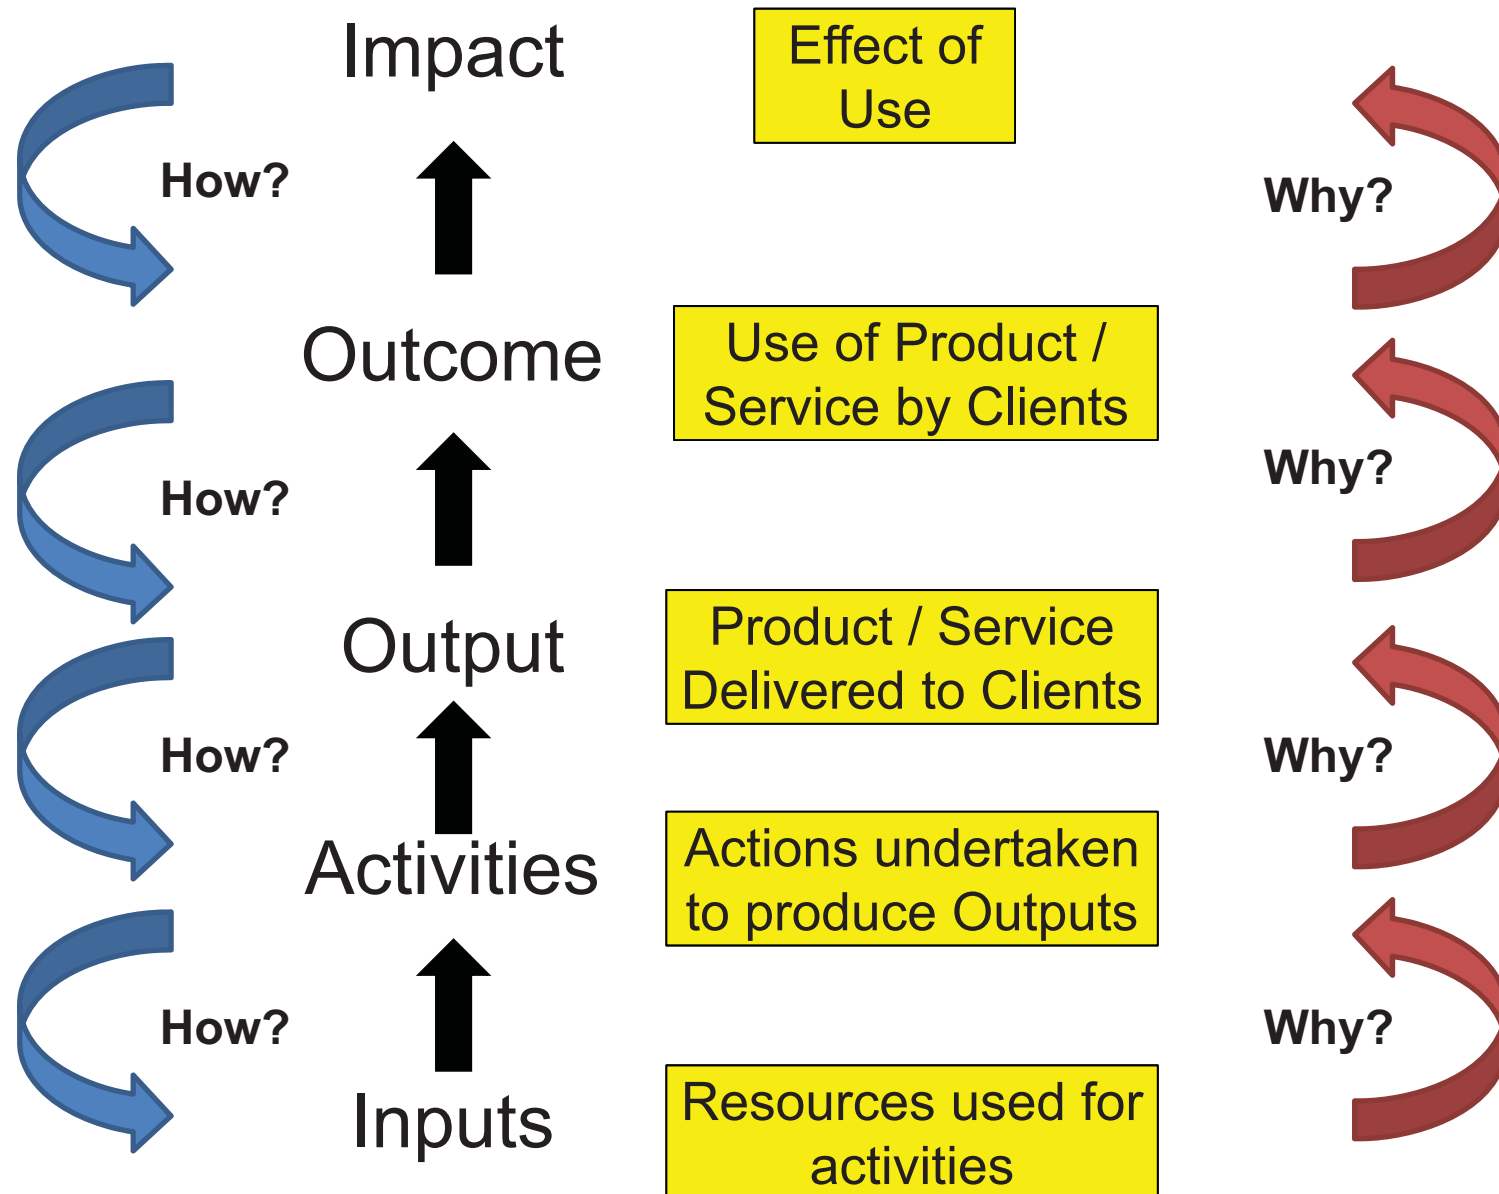 Impact
Effect of
Use
How?
Why?
Outcome
Use of Product /
Service by Clients
How?
Why?
Output
Product / Service
Delivered to Clients
How?
Why?
Activities
Actions undertaken
to produce Outputs
How?
Why?
Inputs
Resources used for
activities